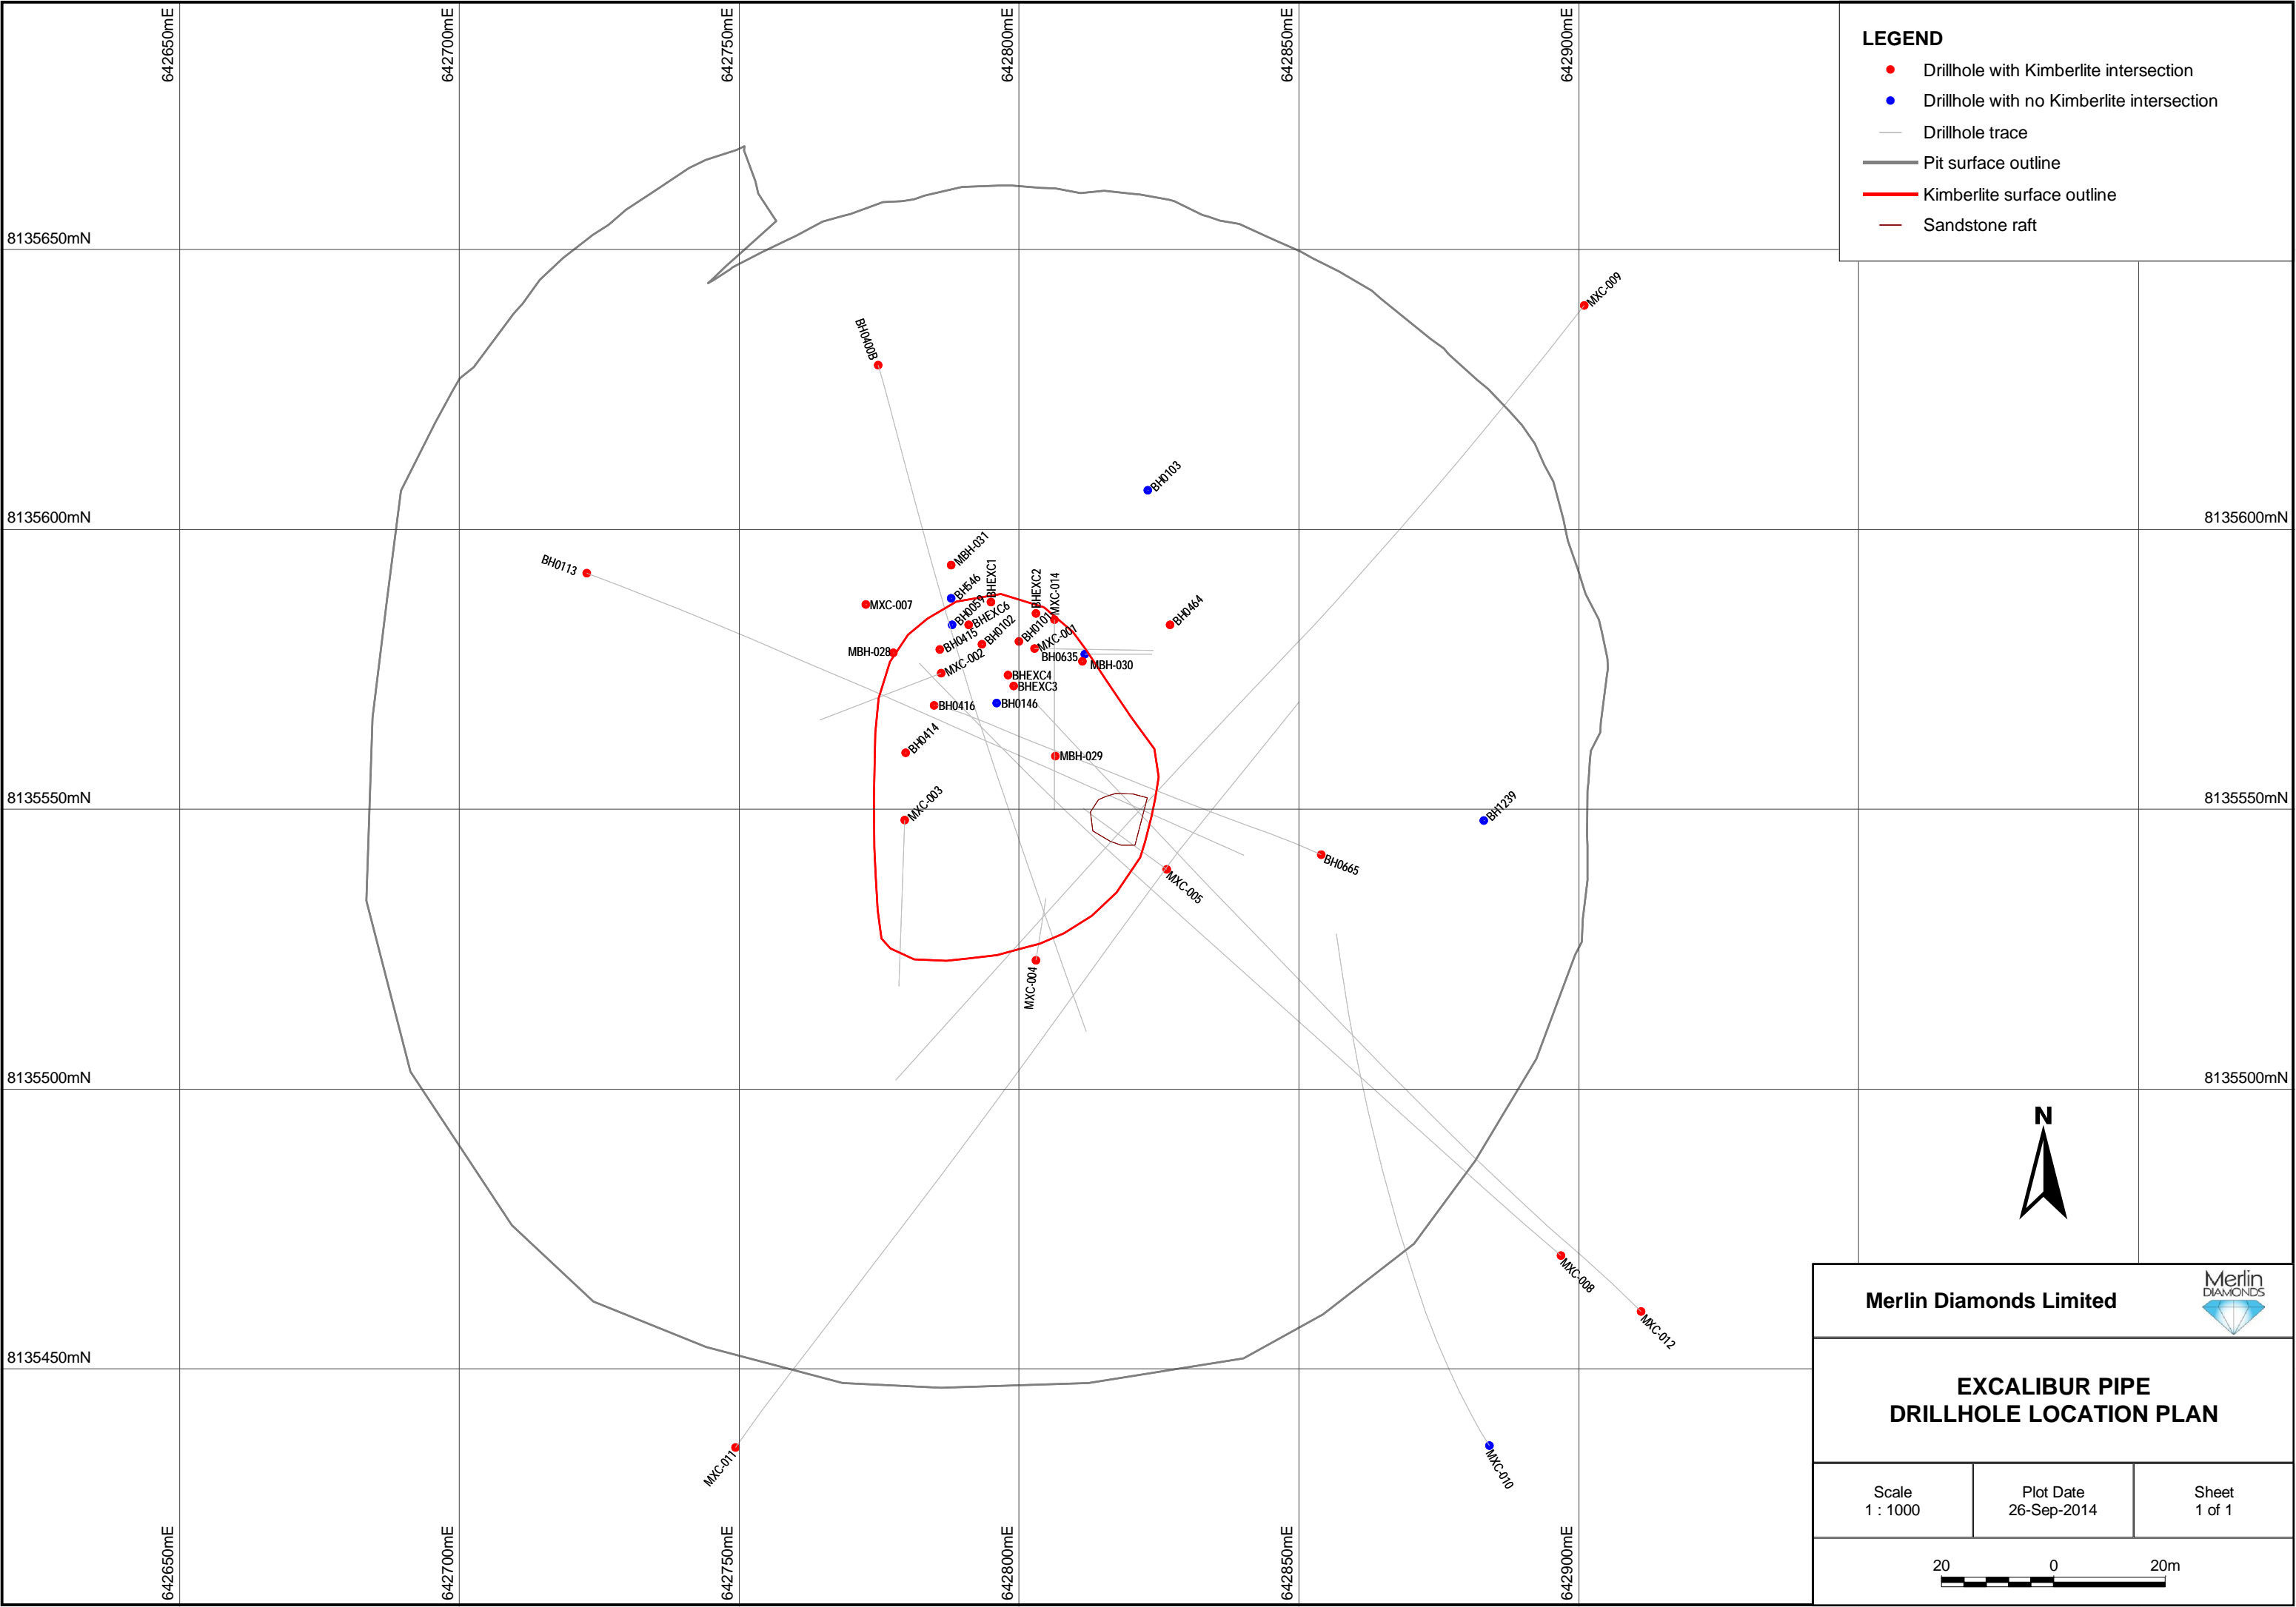 642650mE
642700mE
642750mE
642800mE
642850mE
642900mE
LEGEND
Drillhole with Kimberlite intersection
Drillhole with no Kimberlite intersection
Drillhole trace
Pit surface outline
Kimberlite surface outline
Sandstone raft
8135650mN
MXC-009
BH0400B
BH0103
8135600mN
8135600mN
MBH-031
BH0113
BH546
BHEXC1
BHEXC2
MXC-014
MXC-007
BH0059
BHEXC6
BH0464
BH0102
BH0101
BH0415
MXC-001
MBH-028
BH0635
MBH-030
MXC-002
BHEXC4
BHEXC3
BH0416
BH0146
BH0414
MBH-029
8135550mN
8135550mN
MXC-003
BH1239
BH0665
MXC-005
MXC-004
8135500mN
8135500mN
N
MXC-008
MXC-012
8135450mN
MXC-011
MXC-010
Merlin Diamonds Limited
Merlin
DIAMONDS
EXCALIBUR PIPE
DRILLHOLE LOCATION PLAN
Scale
1 : 1000
Plot Date
26-Sep-2014
Sheet
1 of 1
20 0 20m
642650mE
642700mE
642750mE
642800mE
642850mE
642900mE